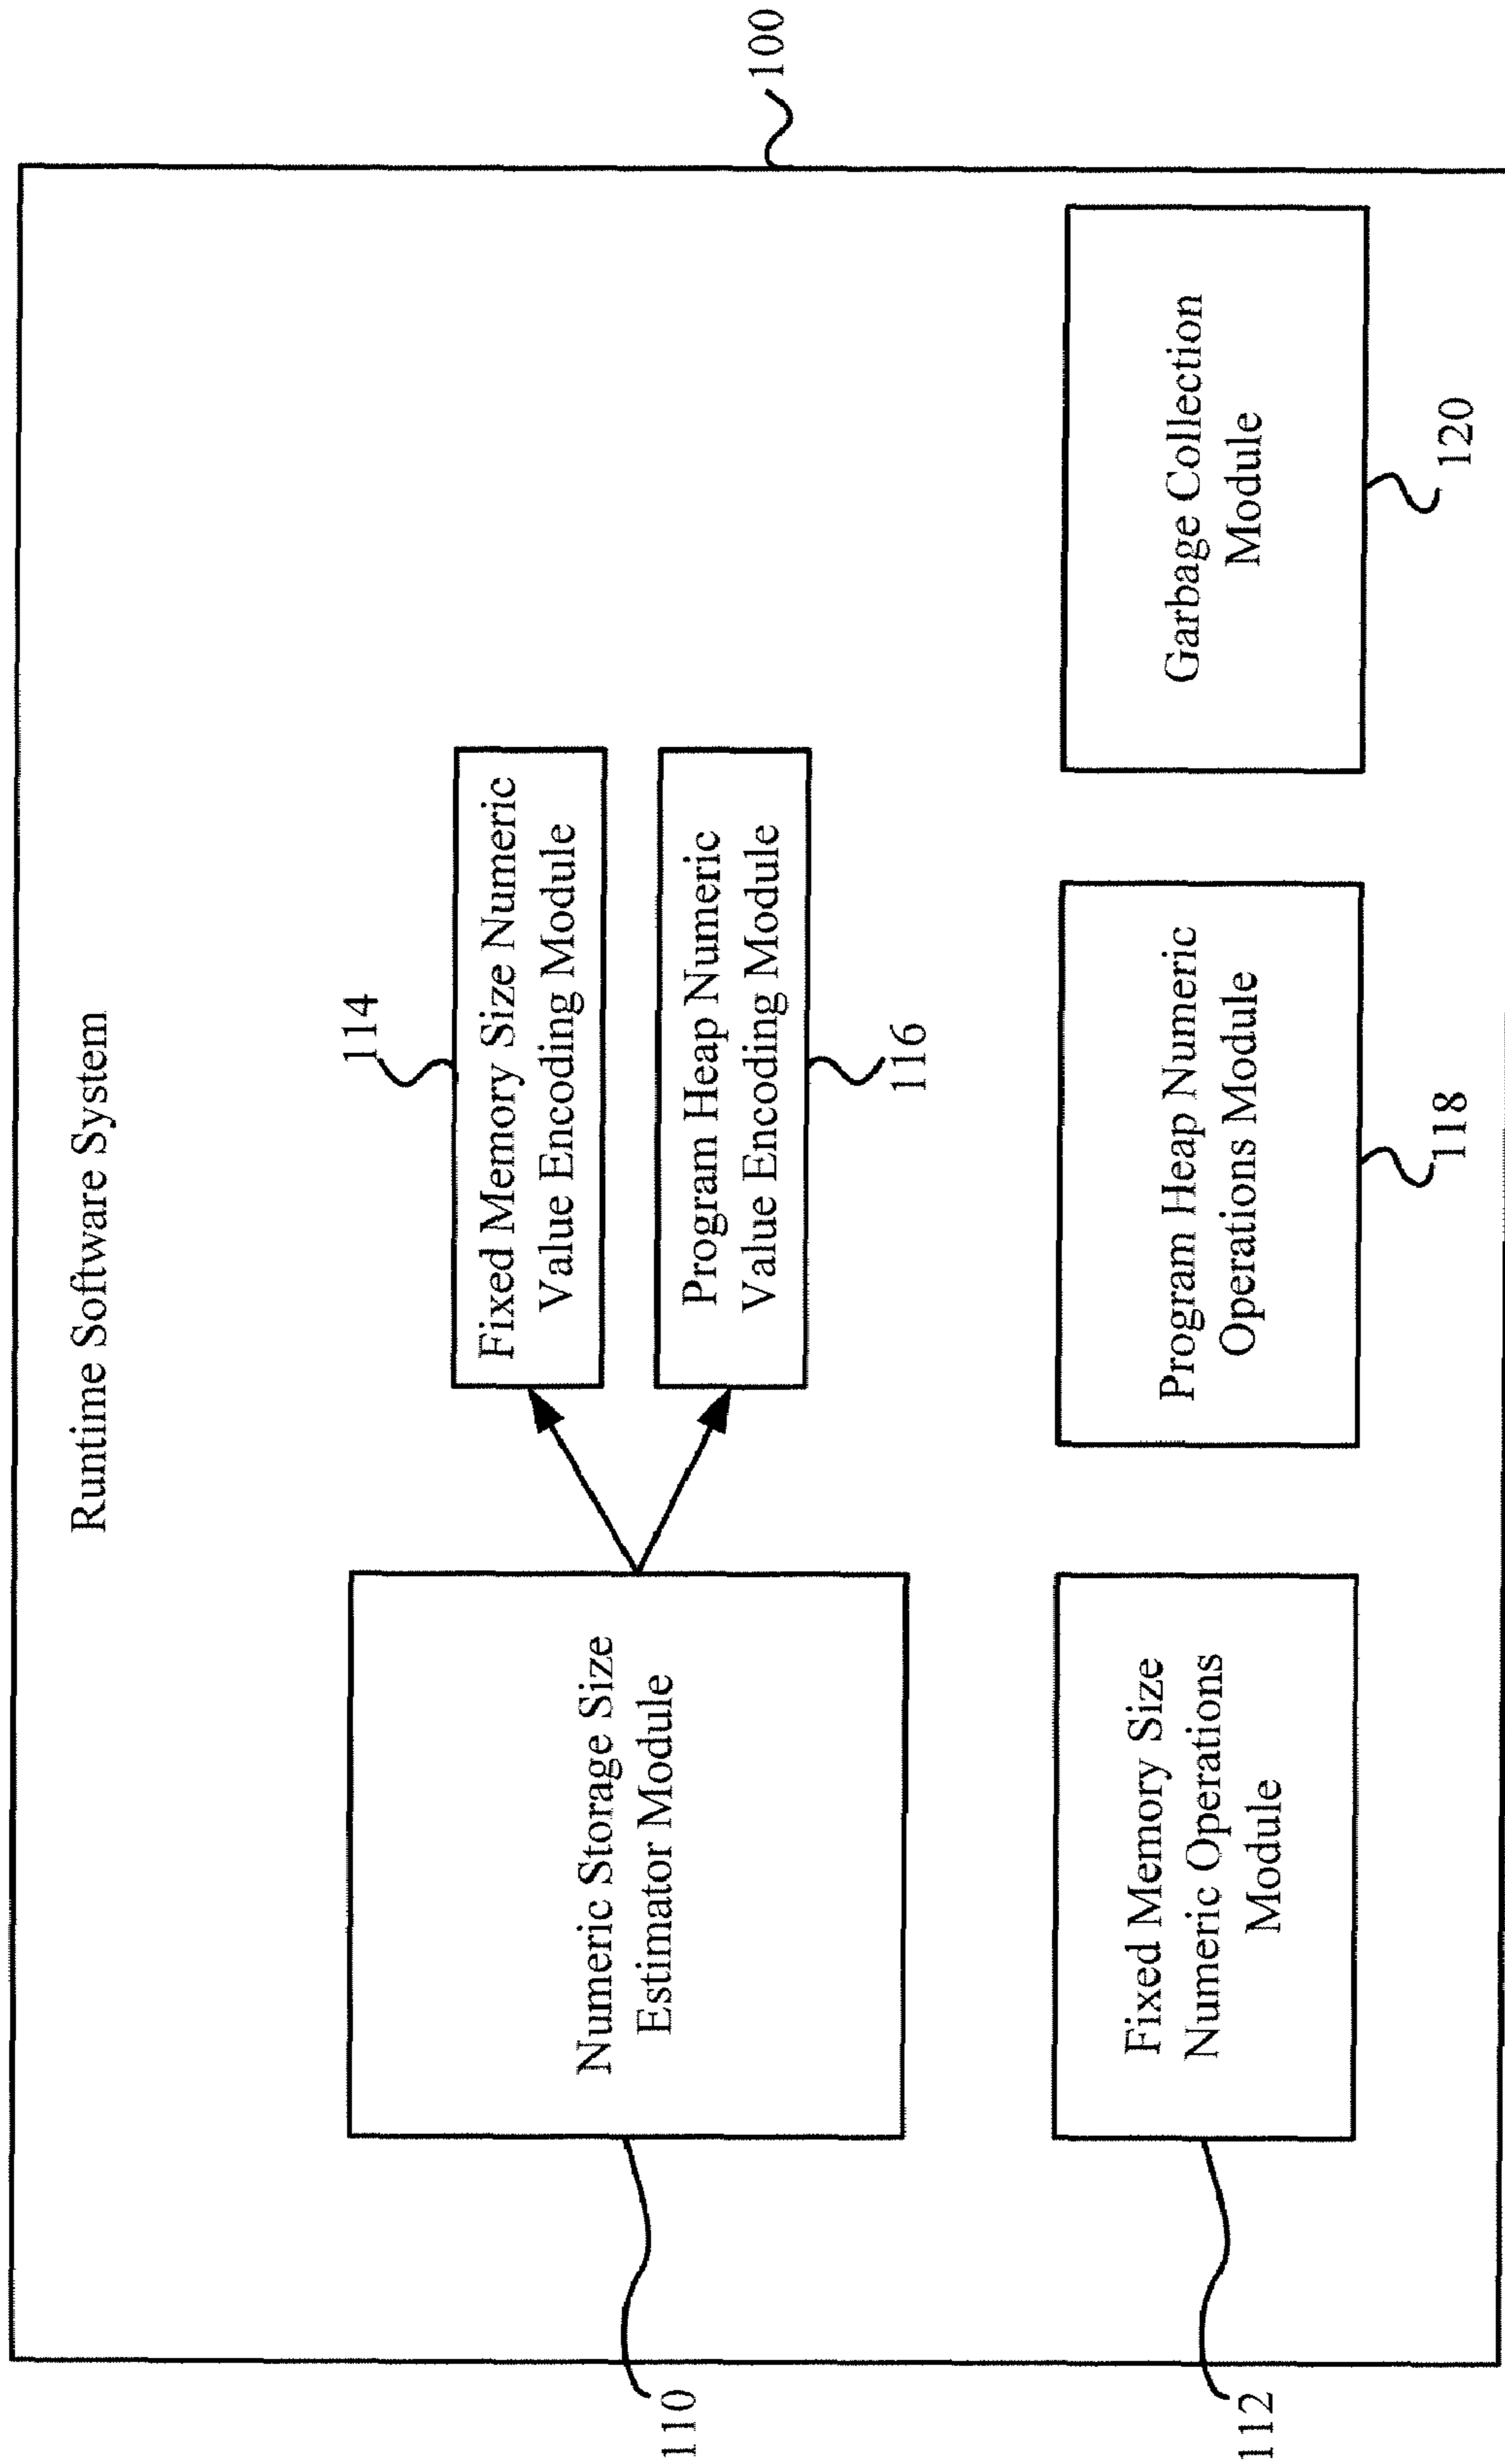 Runtime Software System
100
110
Numeric Storage Size
Estimator Module
114
Fixed Memory Size Numeric
Value Encoding Module
Program Heap Numeric
Value Encoding Module
116
112
Fixed Memory Size
Numeric Operations
Module
Program Heap Numeric
Operations Module
118
Garbage Collection
Module
120